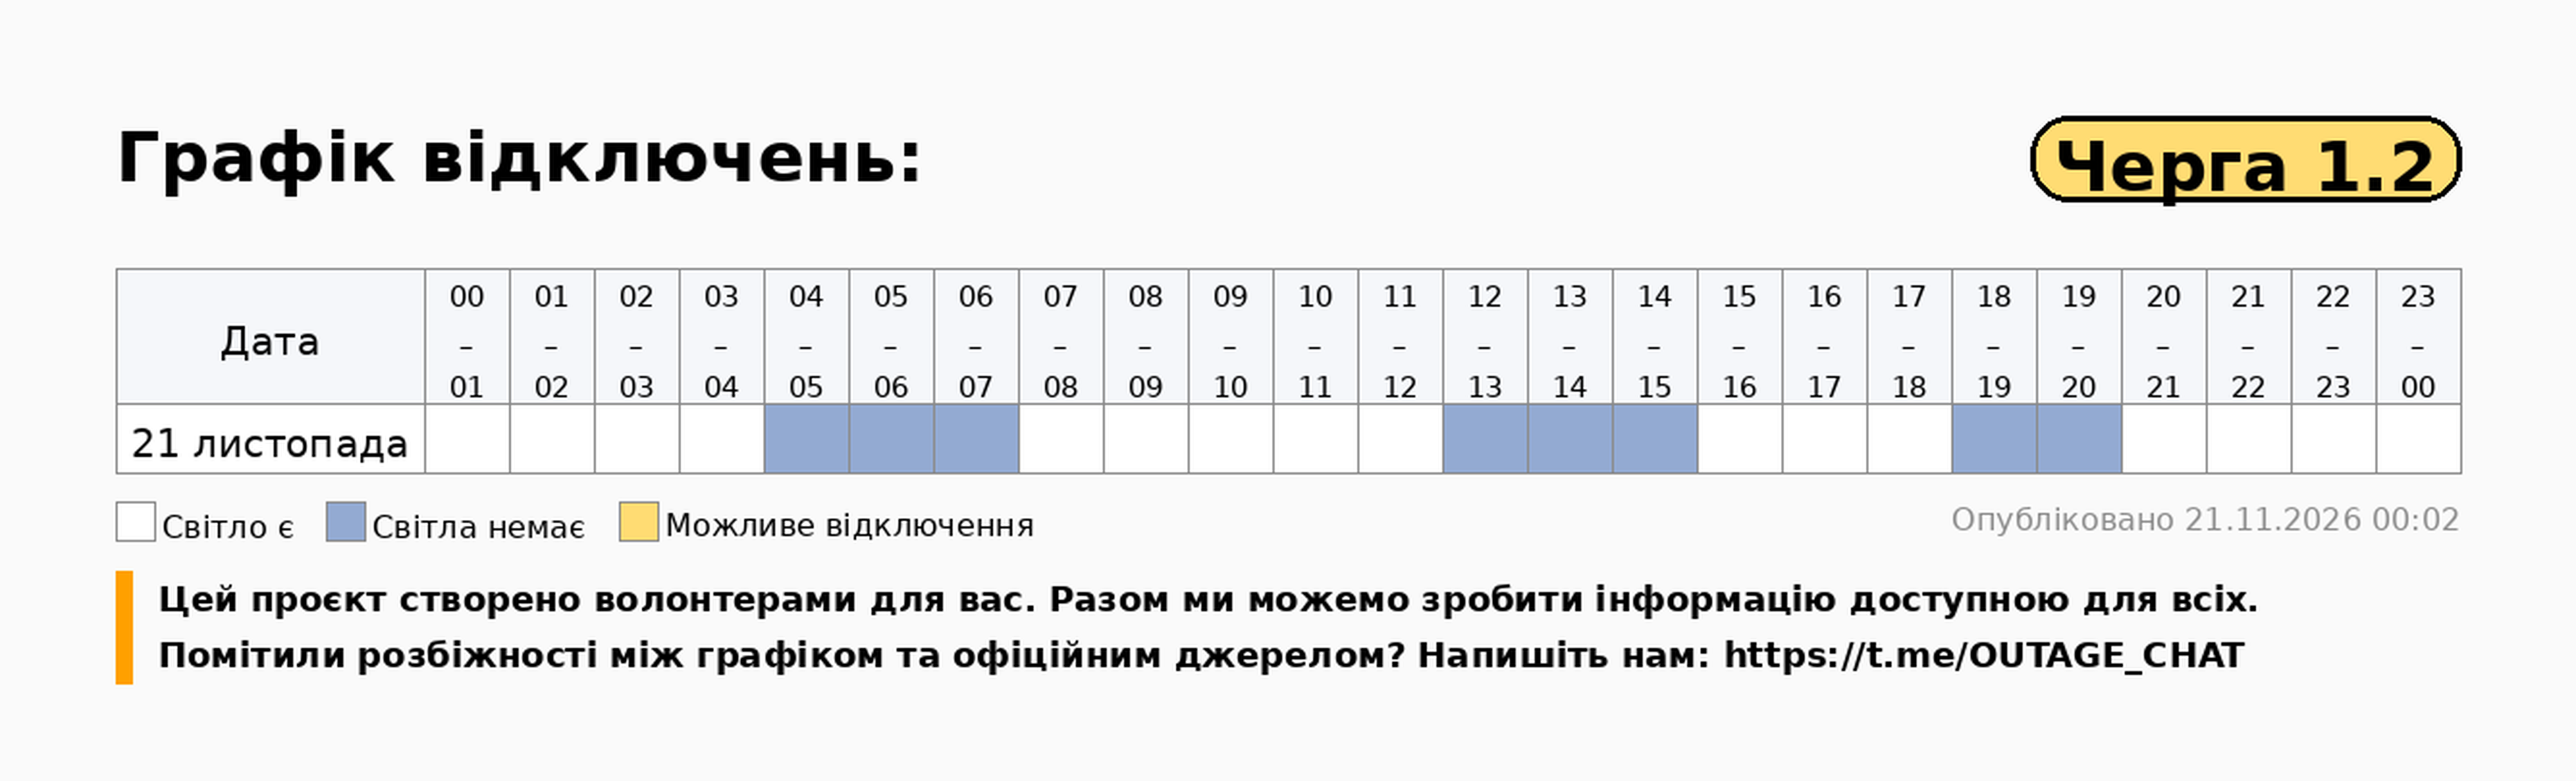 Графік відключень:
Черга 1.2
Дата 00 – 01 01 – 02 02 – 03 03 – 04 04 – 05 05 – 06 06 – 07 07 – 08 08 – 09 09 – 10 10 – 11 11 – 12 12 – 13 13 – 14 14 – 15 15 – 16 16 – 17 17 – 18 18 – 19 19 – 20 20 – 21 21 – 22 22 – 23 23 – 00
21 листопада
Світло є Світла немає Можливе відключення
Опубліковано 21.11.2026 00:02
Цей проєкт створено волонтерами для вас. Разом ми можемо зробити інформацію доступною для всіх.
Помітили розбіжності між графіком та офіційним джерелом? Напишіть нам: https://t.me/OUTAGE_CHAT